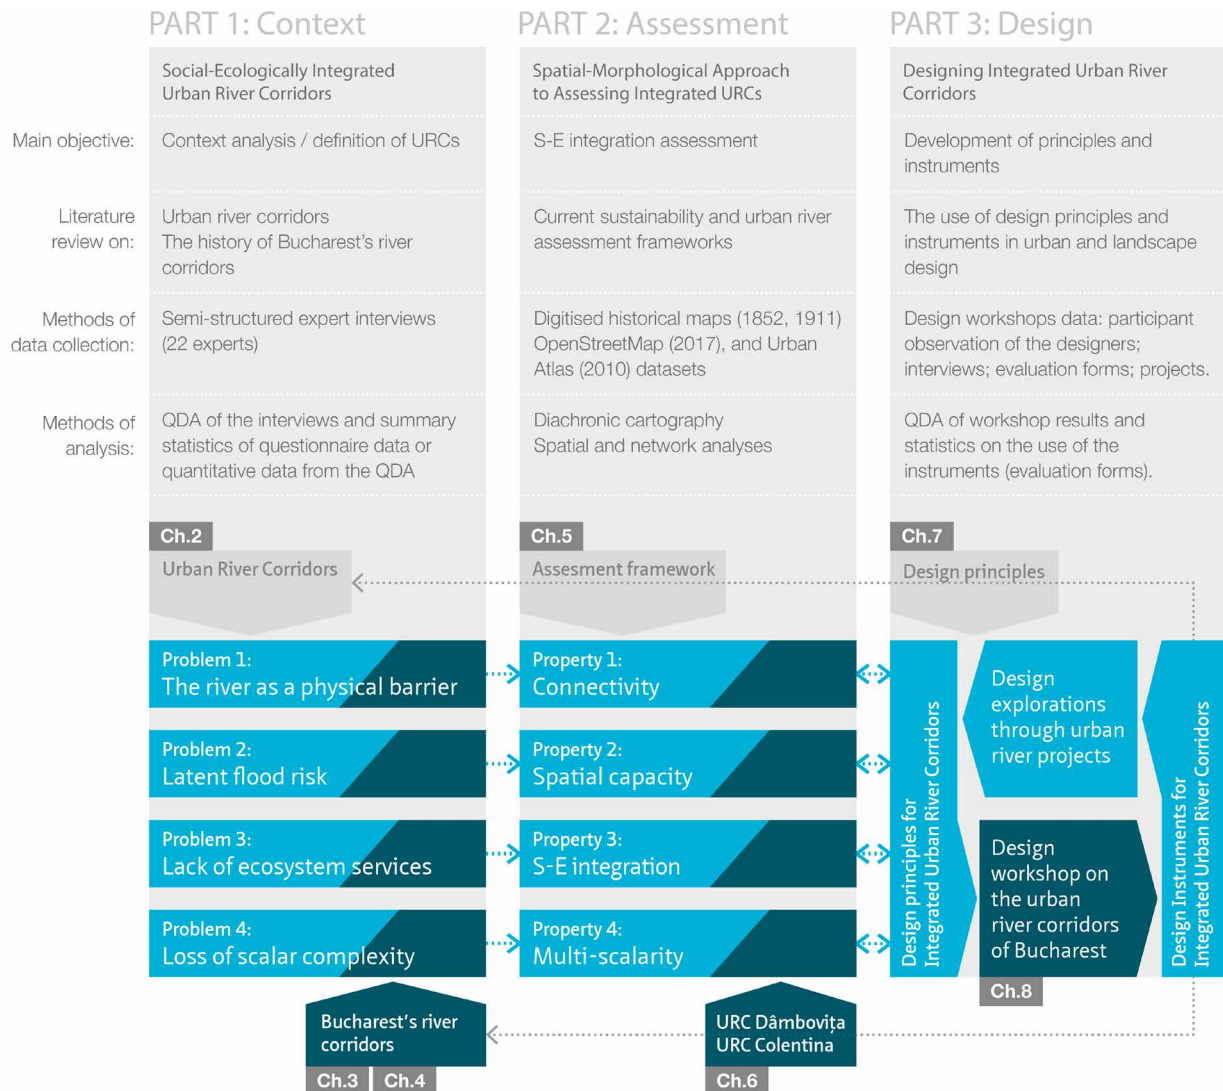 PART 1: Context
PART 2: Assessment
PART 3: Design
Social-Ecologically Integrated
Urban River Corridors
Spatial-Morphological Approach
to Assessing Integrated URCs
Designing Integrated Urban River
Corridors
Main objective:
Context analysis / definition of URCs
S-E integration assessment
Development of principles and
instruments
Literature
review on:
Urban river corridors
The history of Bucharest's river
corridors
Current sustainability and urban river
assessment frameworks
The use of design principles and
instruments in urban and landscape
design
Methods of
data collection:
Semi-structured expert interviews
(22 experts)
Digitised historical maps (1852, 1911)
OpenStreetMap (2017), and Urban
Atlas (2010) datasets
Design workshops data: participant
observation of the designers;
interviews; evaluation forms; projects.
Methods of
analysis:
QDA of the interviews and summary
statistics of questionnaire data or
quantitative data from the QDA
Diachronic cartography
Spatial and network analyses
QDA of workshop results and
statistics on the use of the
instruments (evaluation forms).
Ch.2
Urban River Corridors
Ch.5
Assesment framework
Ch.7
Design principles
Problem 1:
The river as a physical barrier
Problem 2:
Latent flood risk
Problem 3:
Lack of ecosystem services
Problem 4:
Loss of scalar complexity
Property 1:
Connectivity
Property 2:
Spatial capacity
Property 3:
S-E integration
Property 4:
Multi-scalarity
Design principles for
Integrated Urban River Corridors
Design
explorations
through urban
river projects
Design
workshop on
the urban
river corridors
of Bucharest
Ch.8
Design Instruments for
Integrated Urban River Corridors
Bucharest's river
corridors
Ch.3
Ch.4
URC Dâmbovița
URC Colentina
Ch.6